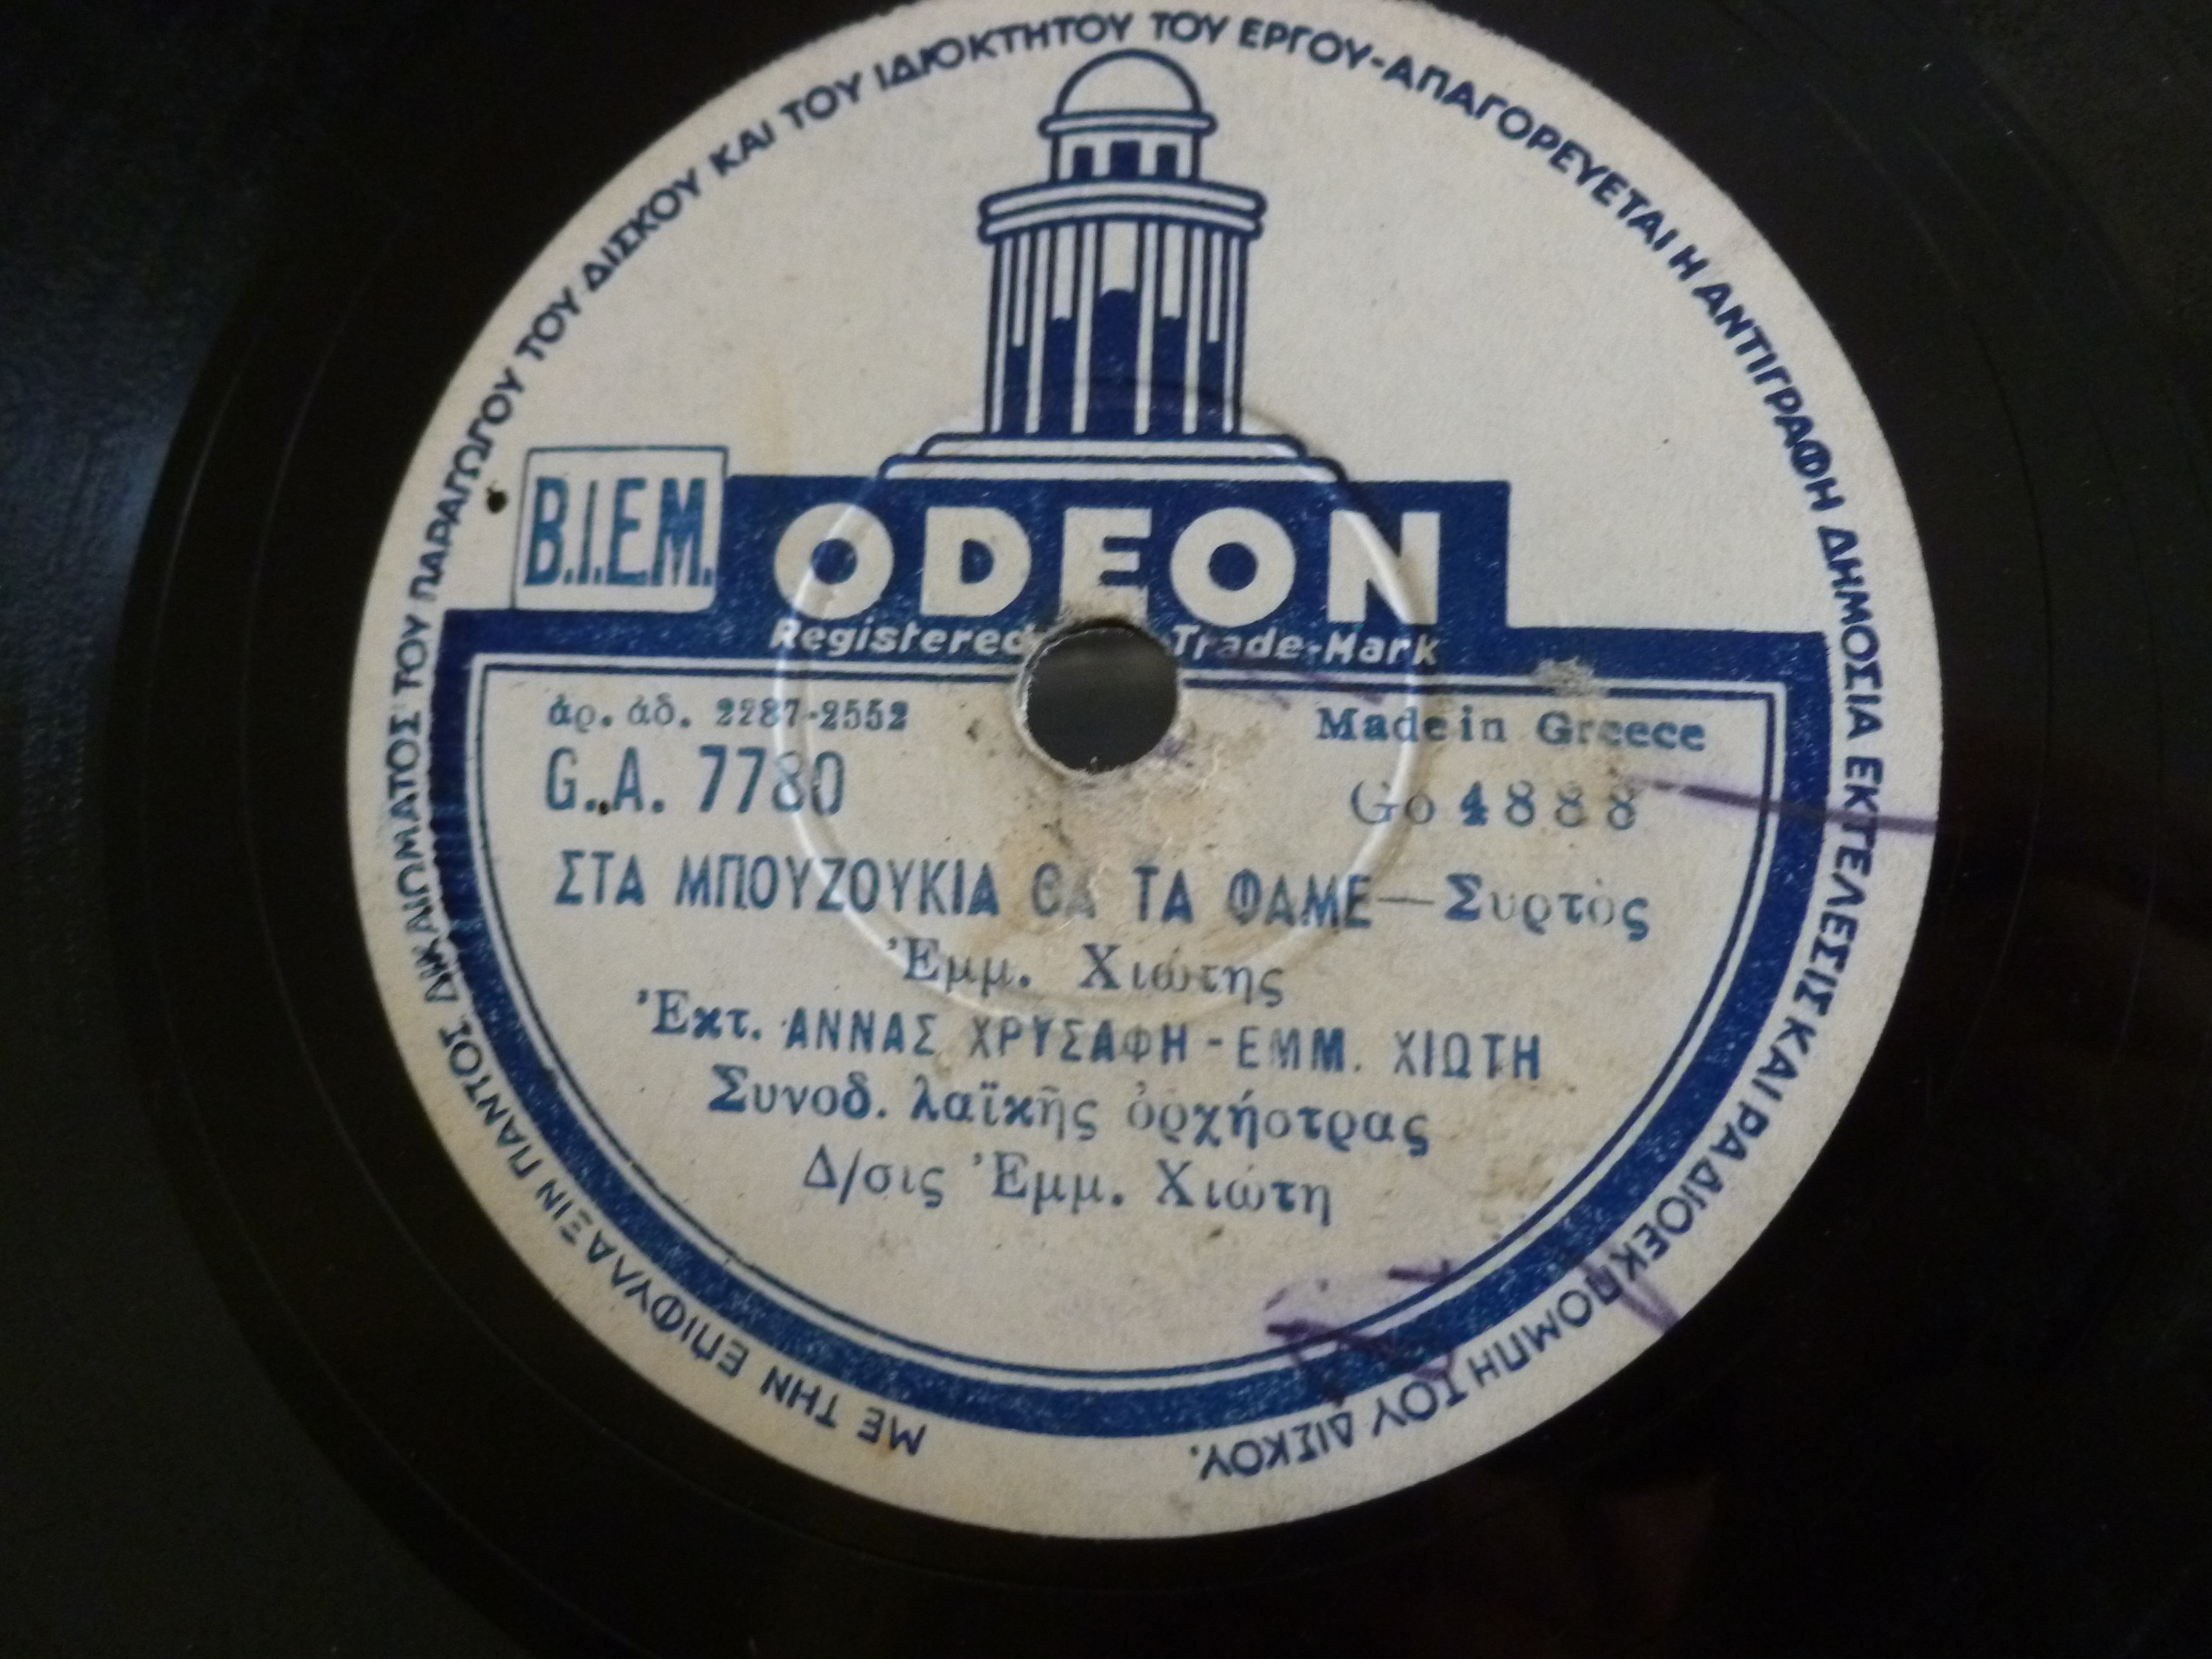 ΜΕ ΤΗΝ ΕΠΙΦΥΛΑΞΙΝ ΠΑΝΤΟΣ ΔΙΚΑΙΩΜΑΤΟΣ ΤΟΥ ΠΑΡΑΓΩΓΟΥ ΤΟΥ ΔΙΣΚΟΥ ΚΑΙ ΤΟΥ ΙΔΙΟΚΤΗΤΟΥ ΤΟΥ ΕΡΓΟΥ-ΑΠΑΓΟΡΕΥΕΤΑΙ Η ΑΝΤΙΓΡΑΦΗ ΔΗΜΟΣΙΑ ΕΚΤΕΛΕΣΙΣ ΚΑΙ ΡΑΔΙΟΕΚΠΟΜΠΗ ΤΟΥ ΔΙΣΚΟΥ.
B.I.E.M.
ODEON
Registered Trade-Mark
ἀρ. ἀδ. 2287-2552
Made in Greece
G.A. 7780
Go 4888
ΣΤΑ ΜΠΟΥΖΟΥΚΙΑ ΘΑ ΤΑ ΦΑΜΕ—Συρτὸς
Ἐμμ. Χιώτης
Ἐκτ. ΑΝΝΑΣ ΧΡΥΣΑΦΗ - ΕΜΜ. ΧΙΩΤΗ
Συνοδ. λαϊκῆς ὀρχήστρας
Δ/σις Ἐμμ. Χιώτη